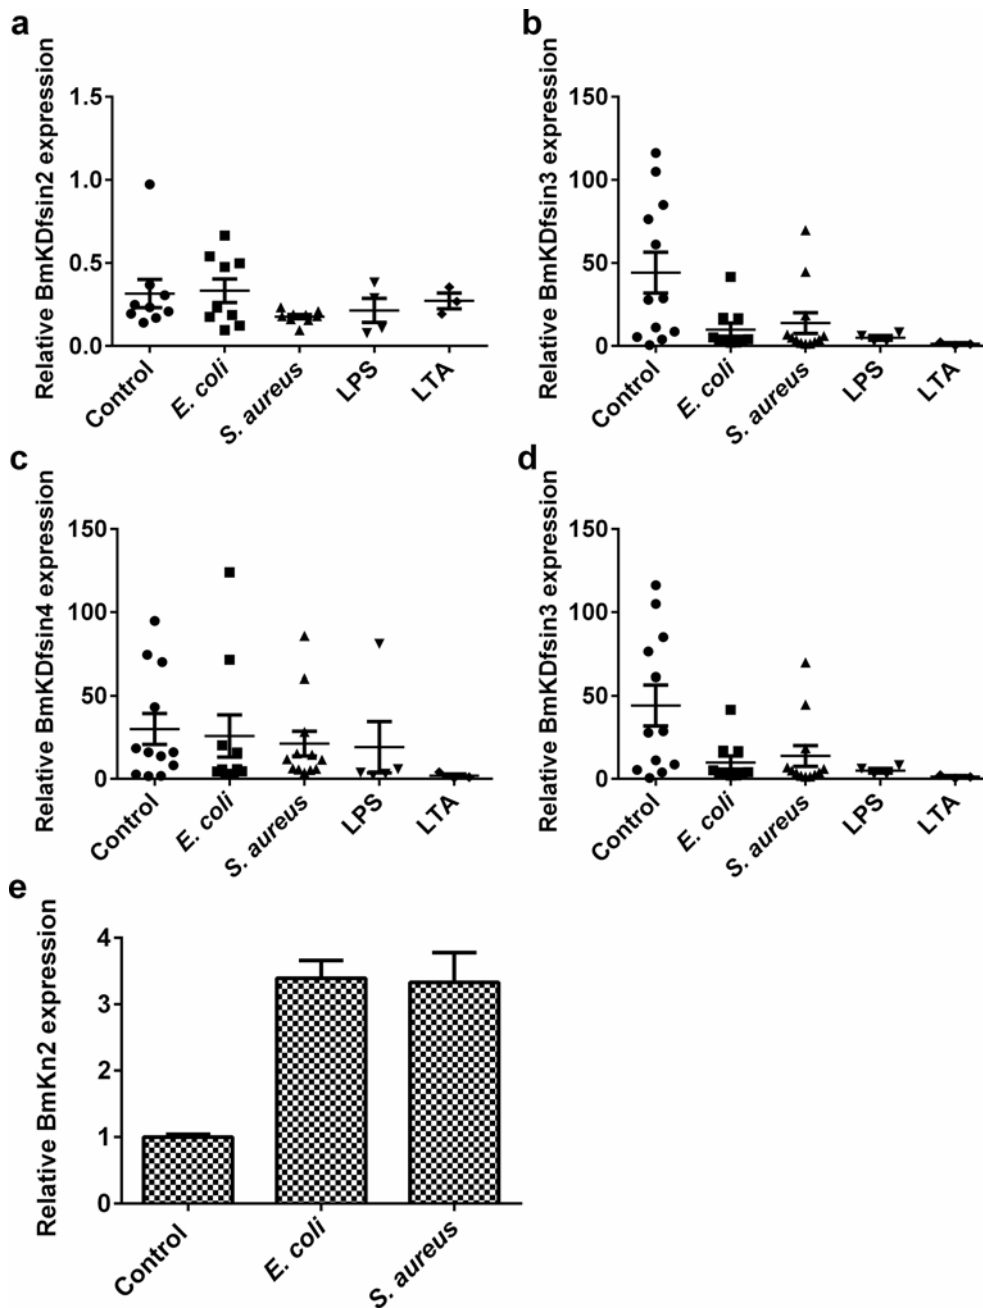 a
Relative BmKDfsin2 expression
1.5
1.0
0.5
0.0
Control
E. coli
S. aureus
LPS
LTA
b
Relative BmKDfsin3 expression
150
100
50
0
Control
E. coli
S. aureus
LPS
LTA
c
Relative BmKDfsin4 expression
150
100
50
0
Control
E. coli
S. aureus
LPS
LTA
d
Relative BmKDfsin3 expression
150
100
50
0
Control
E. coli
S. aureus
LPS
LTA
e
Relative BmKn2 expression
4
3
2
1
0
Control
E. coli
S. aureus